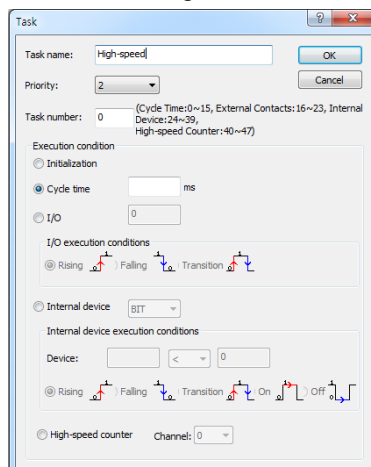 Task
Task name: High-speed OK
Priority: 2 Cancel
Task number: 0 (Cycle Time:0~15, External Contacts:16~23, Internal
Device:24~39,
High-speed Counter:40~47)
Execution condition
Initialization
Cycle time ms
I/O 0
I/O execution conditions
Rising Falling Transition
Internal device BIT
Internal device execution conditions
Device: < 0
Rising Falling Transition On Off
High-speed counter Channel: 0